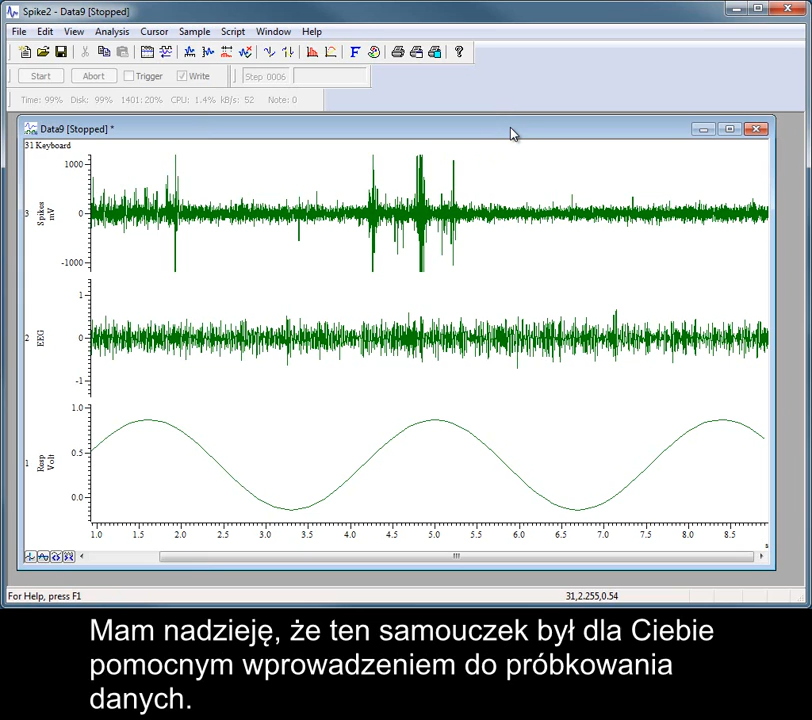 Spike2 - Data9 [Stopped]
File Edit View Analysis Cursor Sample Script Window Help
Start Abort Trigger Write Step 0006
Time: 99% Disk: 99% 1401: 20% CPU: 1.4% kB/s: 52 Note: 0
Data9 [Stopped] *
31 Keyboard
1000
0
-1000
3
Spikes
mV
1
0
-1
2
EEG
1.0
0.5
0.0
1
Resp
Volt
1.0 1.5 2.0 2.5 3.0 3.5 4.0 4.5 5.0 5.5 6.0 6.5 7.0 7.5 8.0 8.5
s
For Help, press F1
31,2.255,0.54
Mam nadzieję, że ten samouczek był dla Ciebie
pomocnym wprowadzeniem do próbkowania
danych.